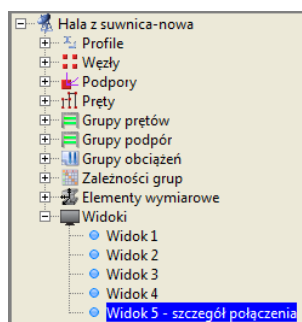 Hala z suwnica-nowa
Profile
Węzły
Podpory
Pręty
Grupy prętów
Grupy podpór
Grupy obciążeń
Zależności grup
Elementy wymiarowe
Widoki
Widok 1
Widok 2
Widok 3
Widok 4
Widok 5 - szczegół połączenia